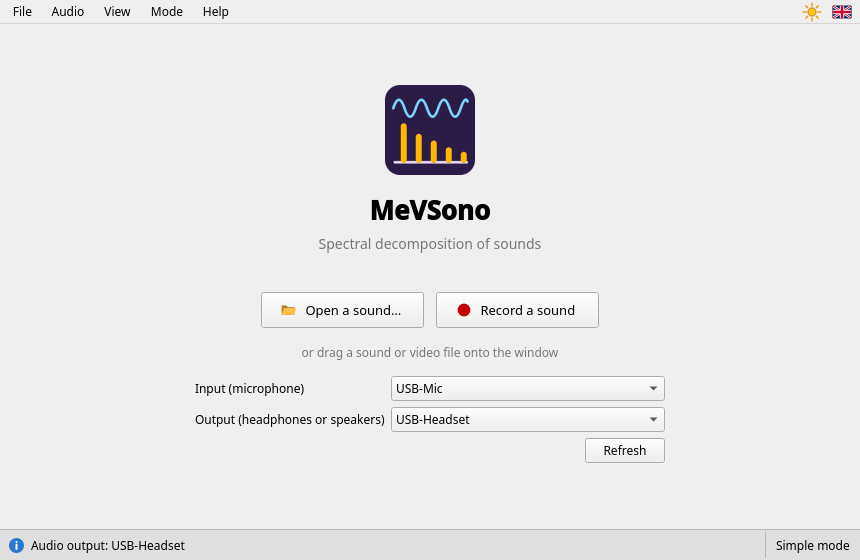 File Audio View Mode Help
MeVSono
Spectral decomposition of sounds
Open a sound... Record a sound
or drag a sound or video file onto the window
Input (microphone) USB-Mic
Output (headphones or speakers) USB-Headset
Refresh
Audio output: USB-Headset Simple mode